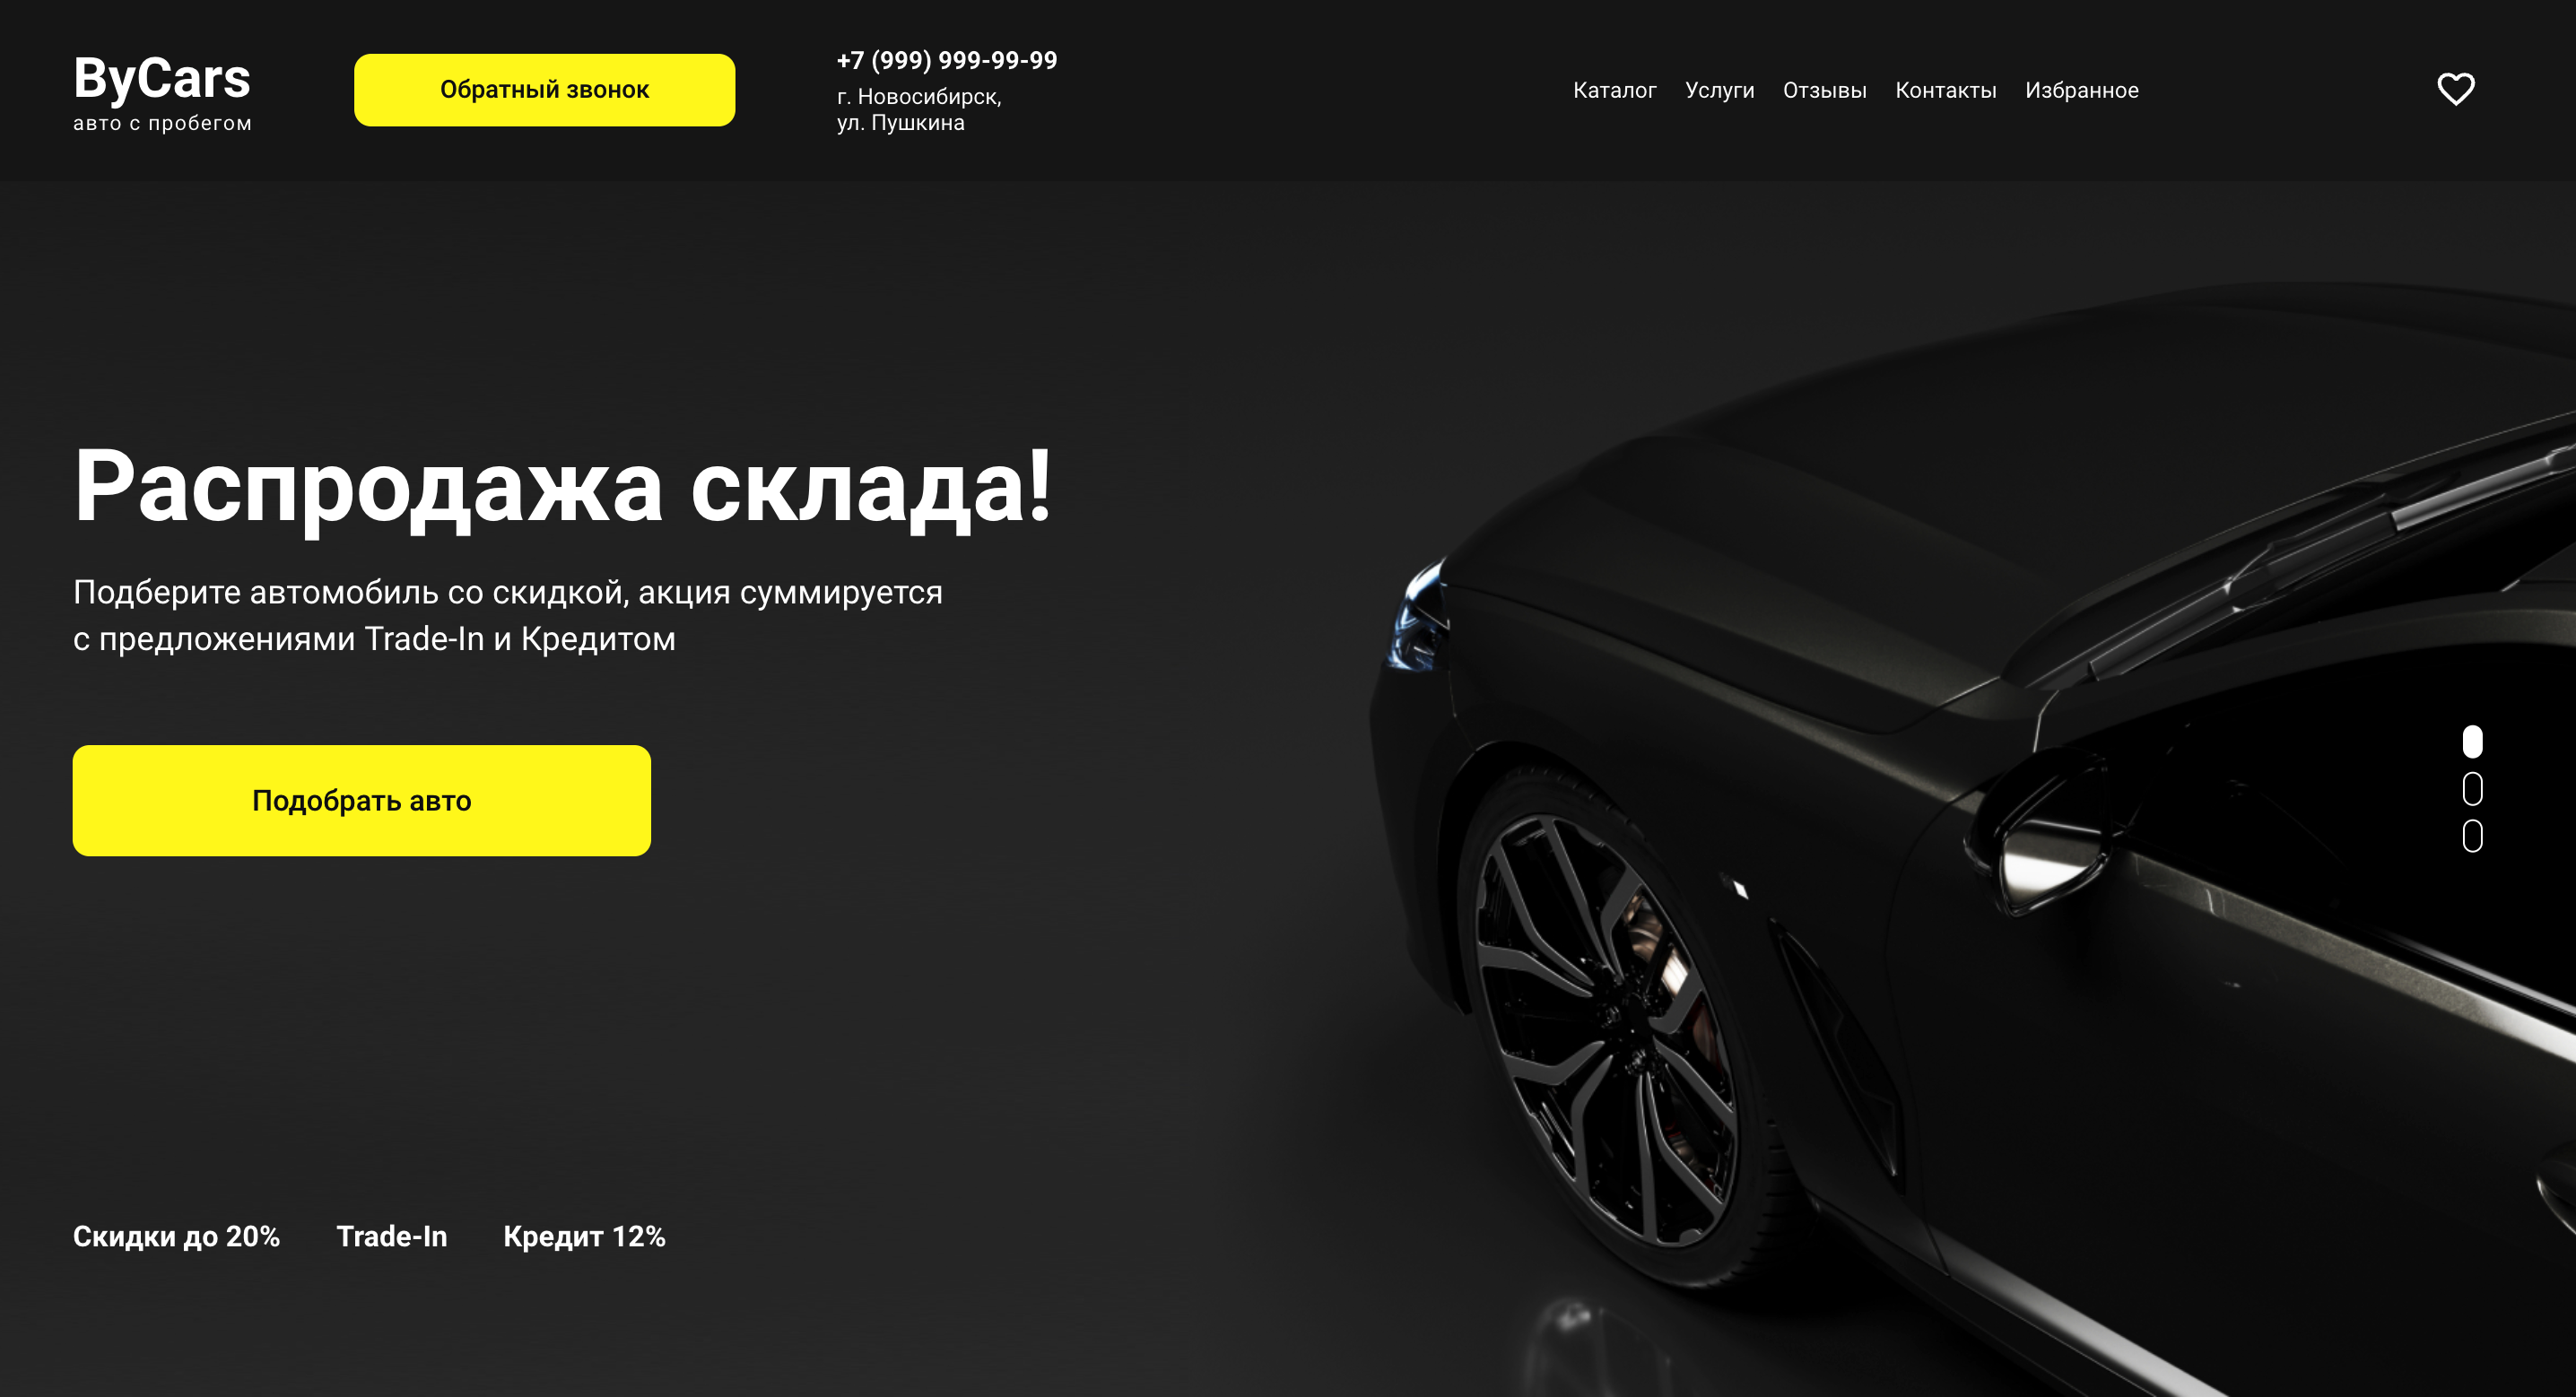 ByCars
авто с пробегом
Обратный звонок
+7 (999) 999-99-99
г. Новосибирск,
ул. Пушкина
Каталог
Услуги
Отзывы
Контакты
Избранное
Распродажа склада!
Подберите автомобиль со скидкой, акция суммируется
с предложениями Trade-In и Кредитом
Подобрать авто
Скидки до 20%
Trade-In
Кредит 12%